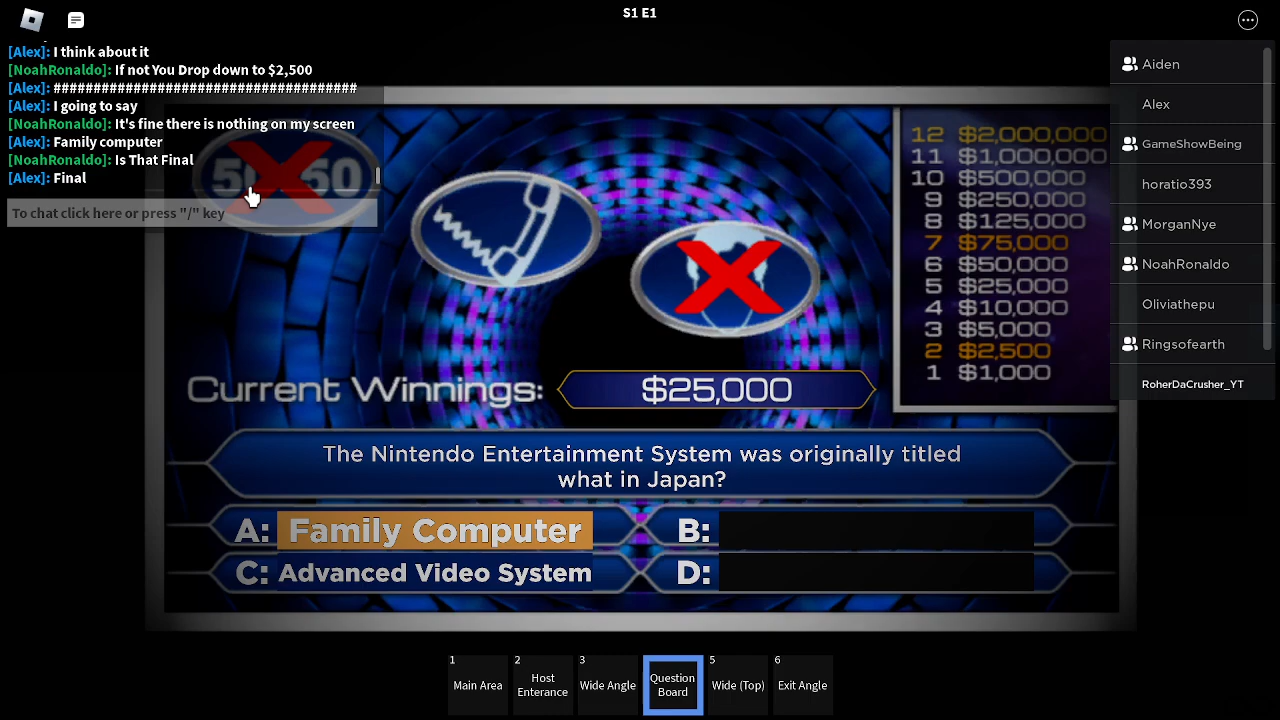 S1 E1
[Alex]: I think about it
[NoahRonaldo]: If not You Drop down to $2,500
[Alex]: ######################################
[Alex]: I going to say
[NoahRonaldo]: It's fine there is nothing on my screen
[Alex]: Family computer
[NoahRonaldo]: Is That Final
[Alex]: Final
To chat click here or press "/" key
50 50
12 $2,000,000
11 $1,000,000
10 $500,000
9 $250,000
8 $125,000
7 $75,000
6 $50,000
5 $25,000
4 $10,000
3 $5,000
2 $2,500
1 $1,000
Aiden
Alex
GameShowBeing
horatio393
MorganNye
NoahRonaldo
Oliviathepu
Ringsofearth
RoherDaCrusher_YT
Current Winnings: $25,000
The Nintendo Entertainment System was originally titled
what in Japan?
A: Family Computer
B:
C: Advanced Video System
D:
1 Main Area
2 Host Enterance
3 Wide Angle
Question Board
5 Wide (Top)
6 Exit Angle